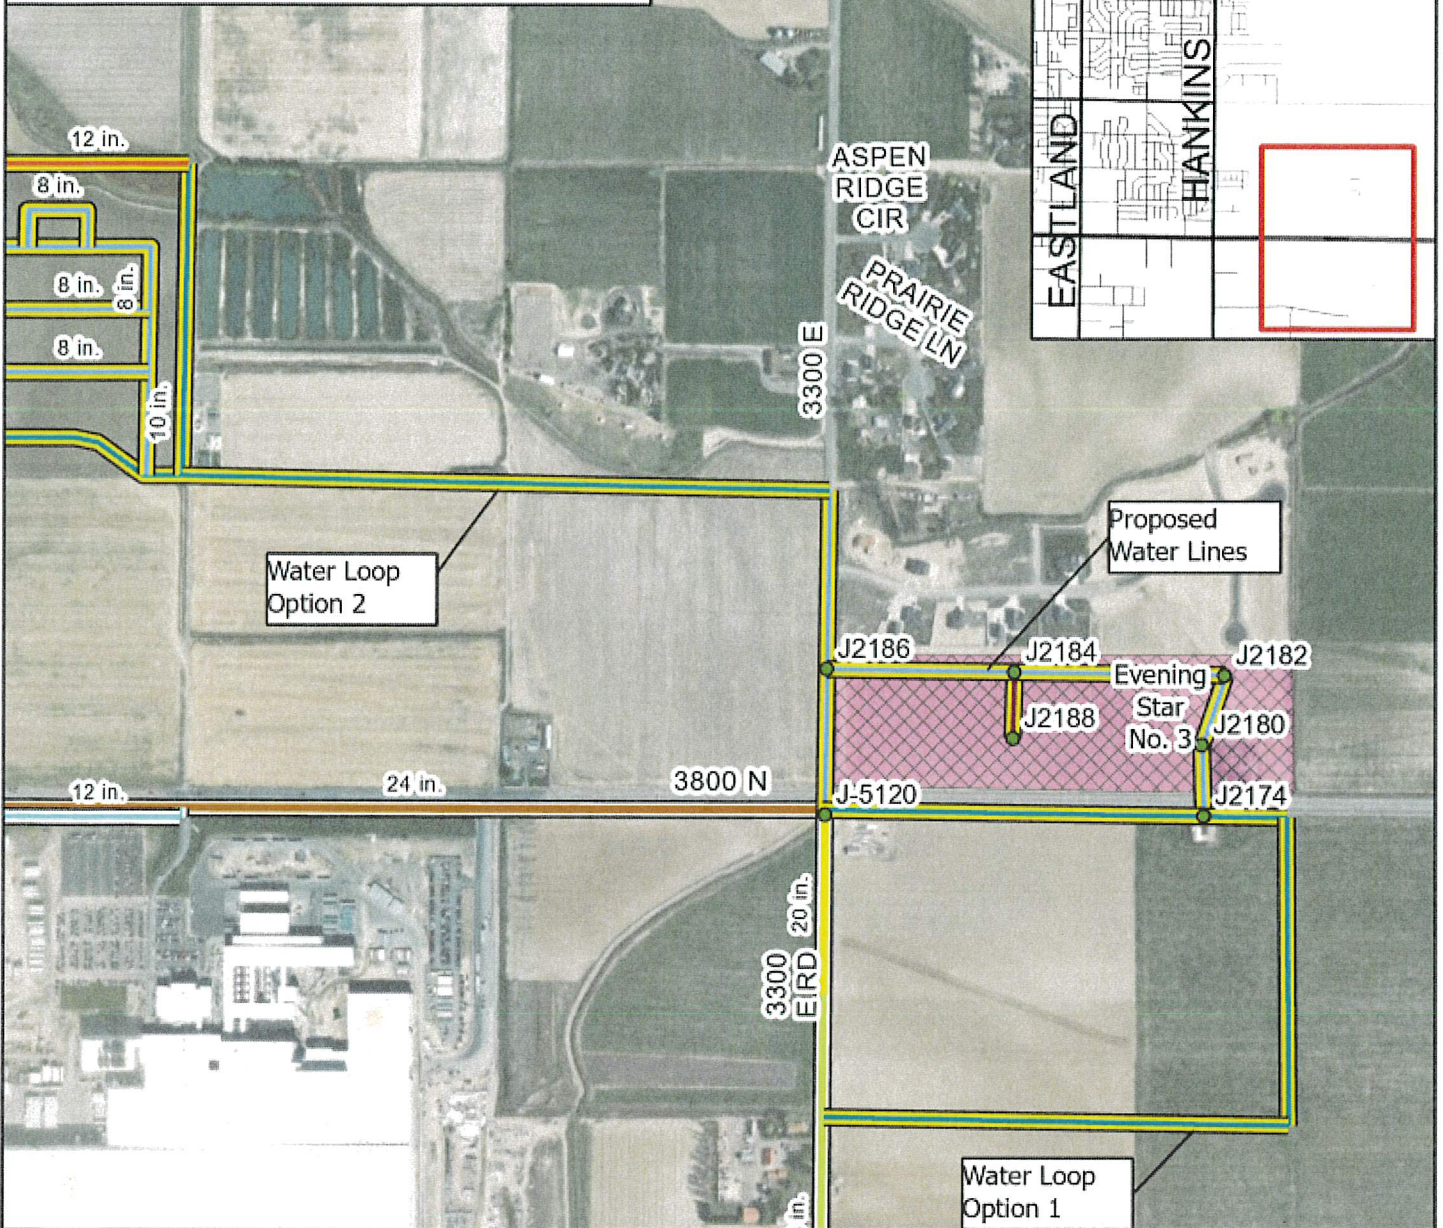 EASTLAND
HANKINS
12 in.
8 in.
8 in.
8 in.
8 in.
10 in.
ASPEN
RIDGE
CIR
PRAIRIE
RIDGE LN
3300 E
Proposed
Water Lines
Water Loop
Option 2
J2186
J2184
J2182
Evening
Star
No. 3
J2188
J2180
12 in.
24 in.
3800 N
J-5120
J2174
20 in.
3300
E RD
Water Loop
Option 1
in.